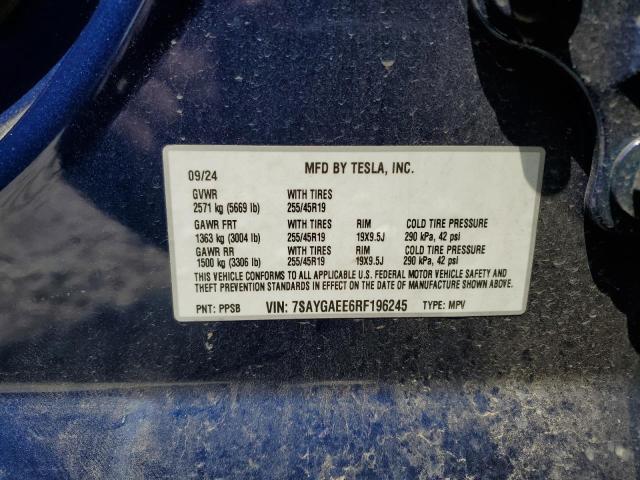 09/24 MFD BY TESLA, INC.
GVWR WITH TIRES
2571 kg (5669 lb) 255/45R19
GAWR FRT WITH TIRES RIM COLD TIRE PRESSURE
1363 kg (3004 lb) 255/45R19 19X9.5J 290 kPa, 42 psi
GAWR RR WITH TIRES RIM COLD TIRE PRESSURE
1500 kg (3306 lb) 255/45R19 19X9.5J 290 kPa, 42 psi
THIS VEHICLE CONFORMS TO ALL APPLICABLE U.S. FEDERAL MOTOR VEHICLE SAFETY AND
THEFT PREVENTION STANDARDS IN EFFECT ON THE DATE OF MANUFACTURE SHOWN ABOVE.
PNT: PPSB VIN: 7SAYGAEE6RF196245 TYPE: MPV